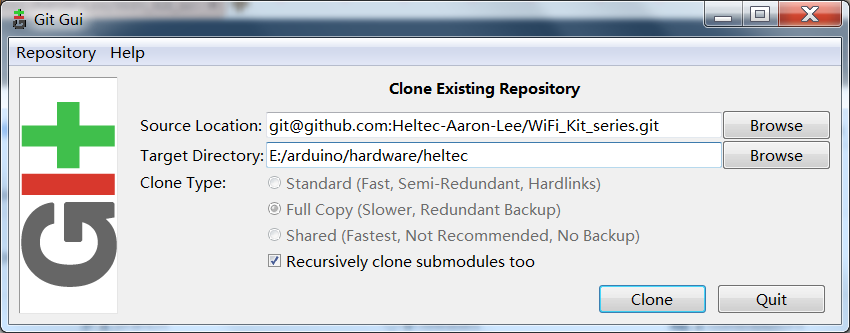 Git Gui
Repository Help
Clone Existing Repository
Source Location: git@github.com:Heltec-Aaron-Lee/WiFi_Kit_series.git Browse
Target Directory: E:/arduino/hardware/heltec Browse
Clone Type: Standard (Fast, Semi-Redundant, Hardlinks)
Full Copy (Slower, Redundant Backup)
Shared (Fastest, Not Recommended, No Backup)
Recursively clone submodules too
Clone Quit